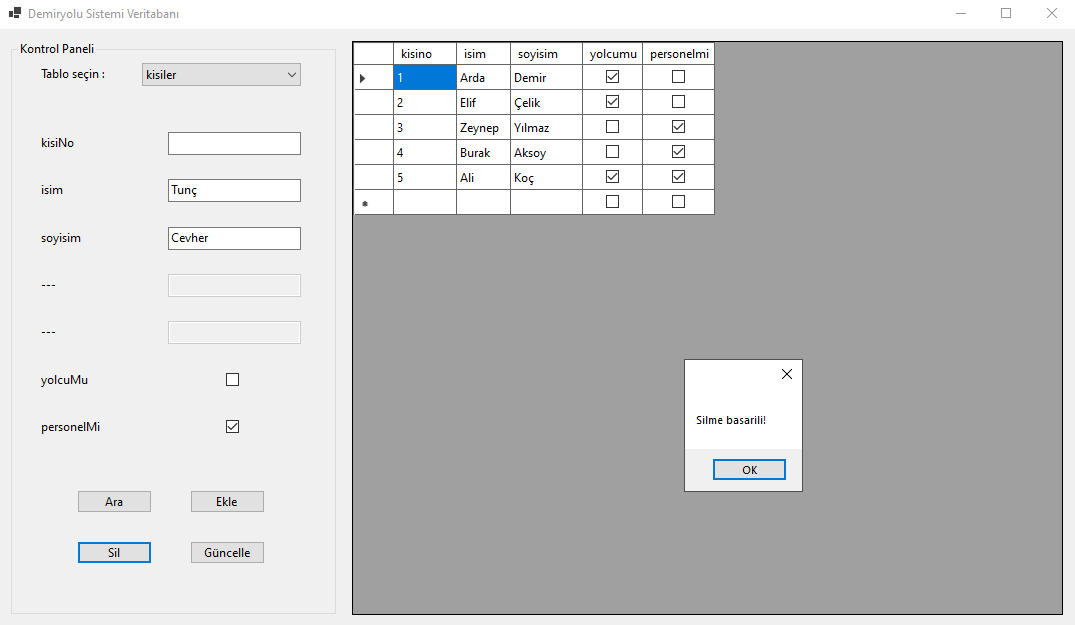 Demiryolu Sistemi Veritabanı
Kontrol Paneli
Tablo seçin : kisiler
kisiNo
isim Tunç
soyisim Cevher
---
---
yolcuMu
personelMi
Ara Ekle
Sil Güncelle
kisino isim soyisim yolcumu personelmi
1 Arda Demir
2 Elif Çelik
3 Zeynep Yılmaz
4 Burak Aksoy
5 Ali Koç
Silme basarili!
OK